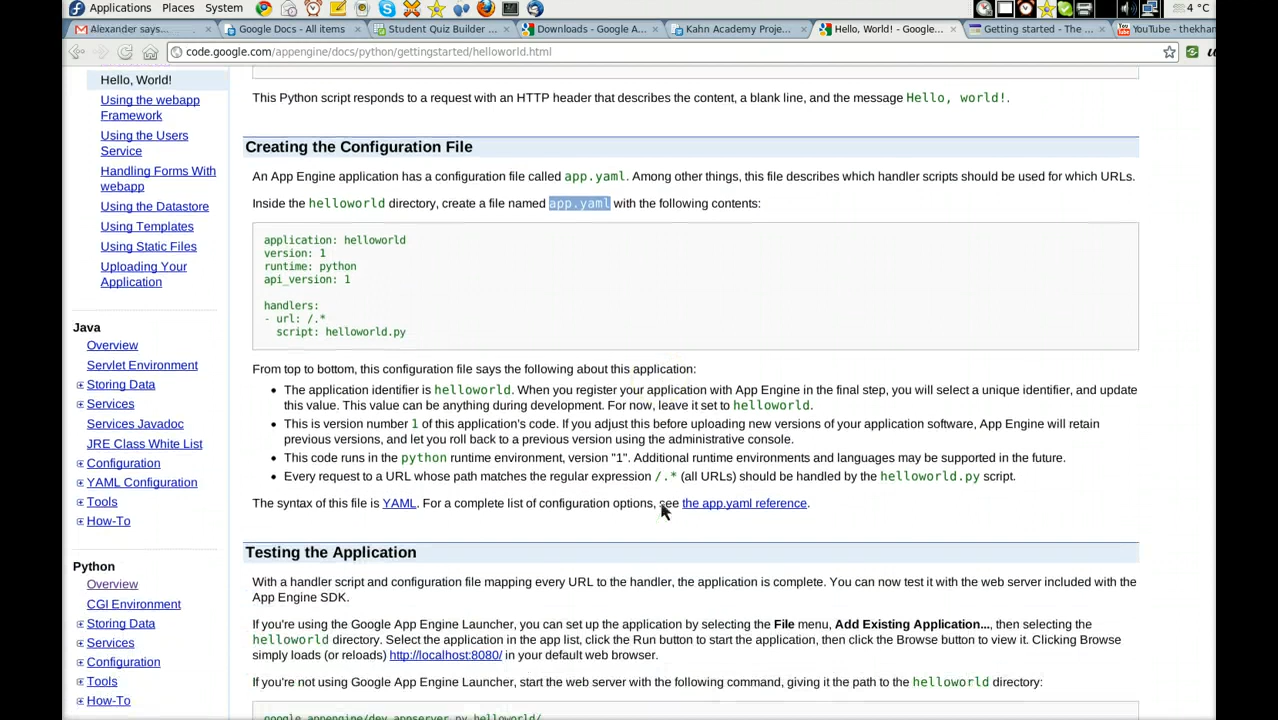 Applications Places System 4 °C
Alexander says...
Google Docs - All items
Student Quiz Builder ...
Downloads - Google A...
Kahn Academy Project...
Hello, World! - Google...
Getting started - The ...
YouTube - thekhan
code.google.com/appengine/docs/python/gettingstarted/helloworld.html
Hello, World!
Using the webapp
Framework
Using the Users
Service
Handling Forms With
webapp
Using the Datastore
Using Templates
Using Static Files
Uploading Your
Application
Java
Overview
Servlet Environment
Storing Data
Services
Services Javadoc
JRE Class White List
Configuration
YAML Configuration
Tools
How-To
Python
Overview
CGI Environment
Storing Data
Services
Configuration
Tools
How-To
This Python script responds to a request with an HTTP header that describes the content, a blank line, and the message Hello, world!.
Creating the Configuration File
An App Engine application has a configuration file called app.yaml. Among other things, this file describes which handler scripts should be used for which URLs.
Inside the helloworld directory, create a file named app.yaml with the following contents:
application: helloworld
version: 1
runtime: python
api_version: 1
handlers:
- url: /.*
script: helloworld.py
From top to bottom, this configuration file says the following about this application:
• The application identifier is helloworld. When you register your application with App Engine in the final step, you will select a unique identifier, and update
this value. This value can be anything during development. For now, leave it set to helloworld.
• This is version number 1 of this application's code. If you adjust this before uploading new versions of your application software, App Engine will retain
previous versions, and let you roll back to a previous version using the administrative console.
• This code runs in the python runtime environment, version "1". Additional runtime environments and languages may be supported in the future.
• Every request to a URL whose path matches the regular expression /.* (all URLs) should be handled by the helloworld.py script.
The syntax of this file is YAML. For a complete list of configuration options, see the app.yaml reference.
Testing the Application
With a handler script and configuration file mapping every URL to the handler, the application is complete. You can now test it with the web server included with the
App Engine SDK.
If you're using the Google App Engine Launcher, you can set up the application by selecting the File menu, Add Existing Application..., then selecting the
helloworld directory. Select the application in the app list, click the Run button to start the application, then click the Browse button to view it. Clicking Browse
simply loads (or reloads) http://localhost:8080/ in your default web browser.
If you're not using Google App Engine Launcher, start the web server with the following command, giving it the path to the helloworld directory:
google_appengine/dev_appserver.py helloworld/